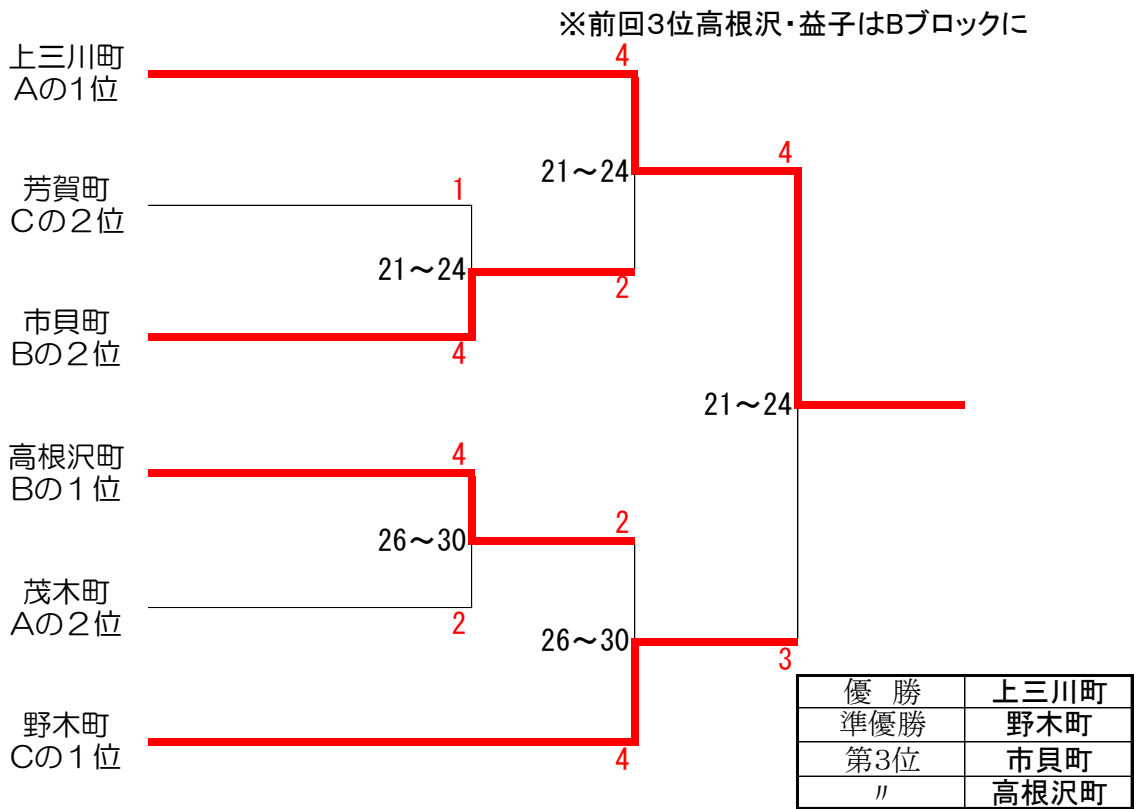 ※前回3位高根沢・益子はBブロックに
上三川町
Aの1位
4
芳賀町
Cの2位
1
21～24
4
21～24
2
市貝町
Bの2位
4
21～24
高根沢町
Bの1位
4
26～30
2
茂木町
Aの2位
2
26～30
3
野木町
Cの1位
4
優 勝 上三川町
準優勝 野木町
第3位 市貝町
〃 高根沢町